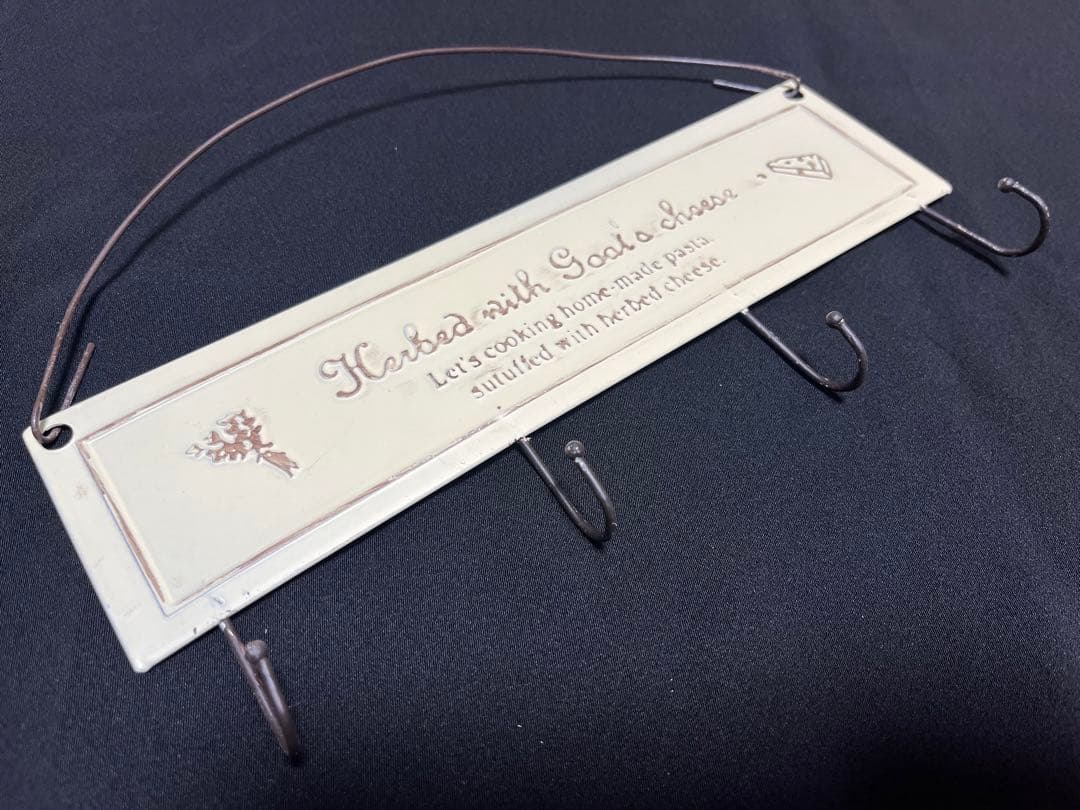 Herbed with Goat's cheese
Let's cooking home-made pasta.
sutuffed with herbed cheese.